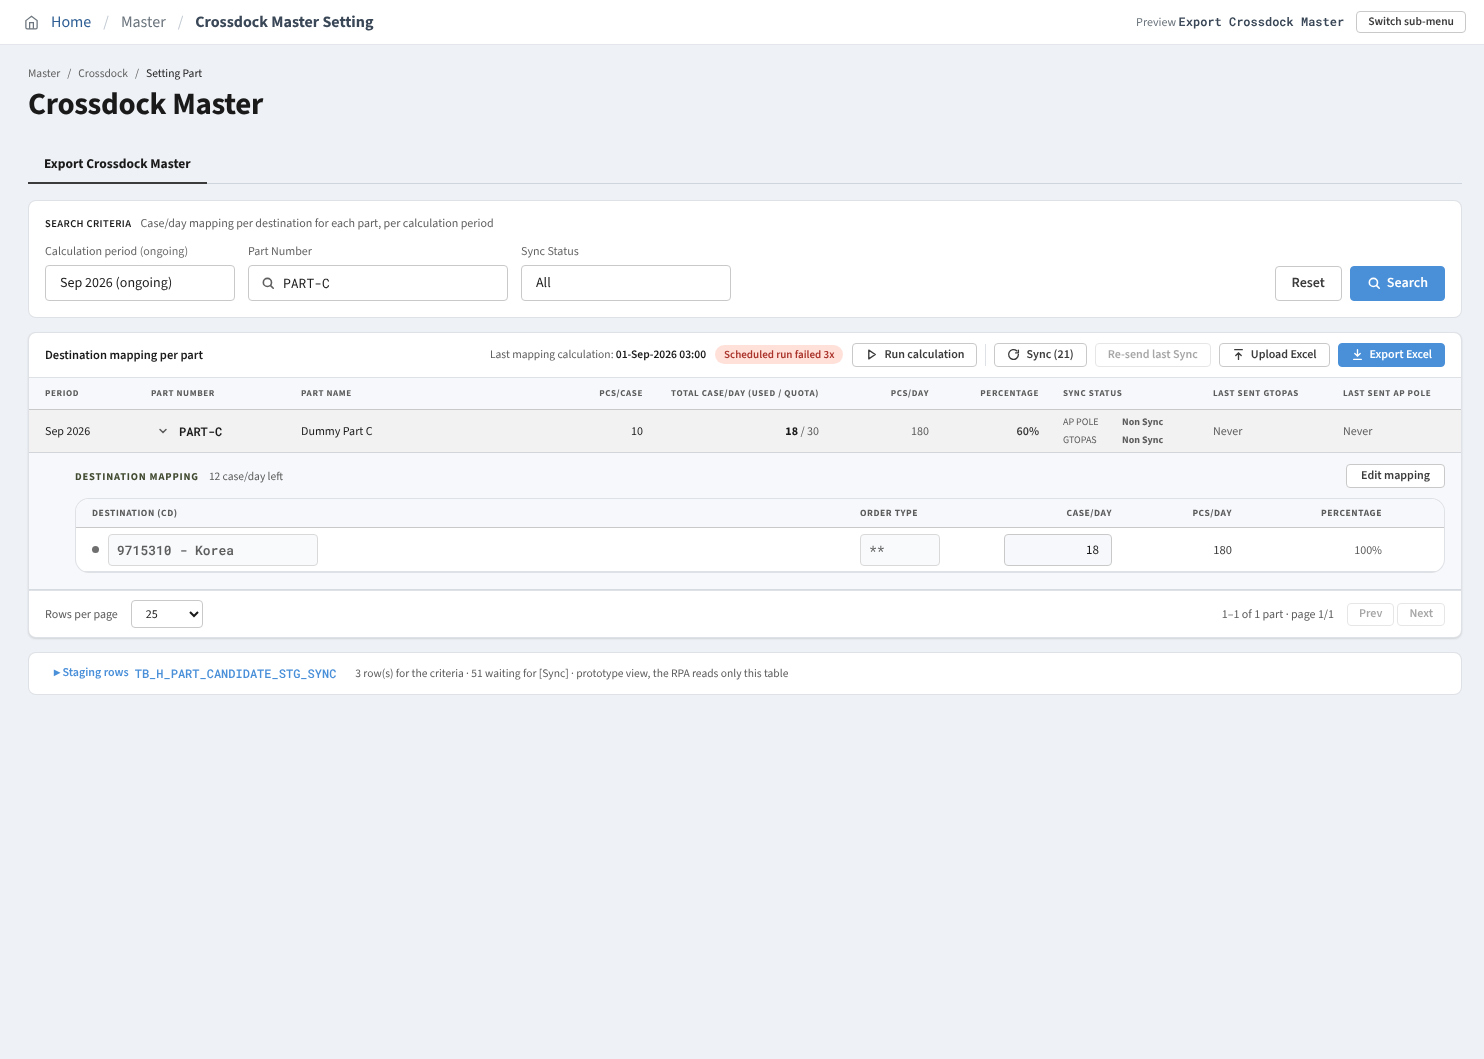 Home / Master / Crossdock Master Setting
Preview Export Crossdock Master Switch sub-menu
Master / Crossdock / Setting Part
Crossdock Master
Export Crossdock Master
SEARCH CRITERIA Case/day mapping per destination for each part, per calculation period
Calculation period (ongoing) Part Number Sync Status
Sep 2026 (ongoing) PART-C All Reset Search
Destination mapping per part Last mapping calculation: 01-Sep-2026 03:00 Scheduled run failed 3x Run calculation Sync (21) Re-send last Sync Upload Excel Export Excel
PERIOD PART NUMBER PART NAME PCS/CASE TOTAL CASE/DAY (USED / QUOTA) PCS/DAY PERCENTAGE SYNC STATUS LAST SENT GTOPAS LAST SENT AP POLE
Sep 2026 PART-C Dummy Part C 10 18 / 30 180 60% AP POLE Non Sync Never Never
GTOPAS Non Sync
DESTINATION MAPPING 12 case/day left Edit mapping
DESTINATION (CD) ORDER TYPE CASE/DAY PCS/DAY PERCENTAGE
9715310 - Korea ** 18 180 100%
Rows per page 25 1–1 of 1 part · page 1/1 Prev Next
▸ Staging rows TB_H_PART_CANDIDATE_STG_SYNC 3 row(s) for the criteria · 51 waiting for [Sync] · prototype view, the RPA reads only this table